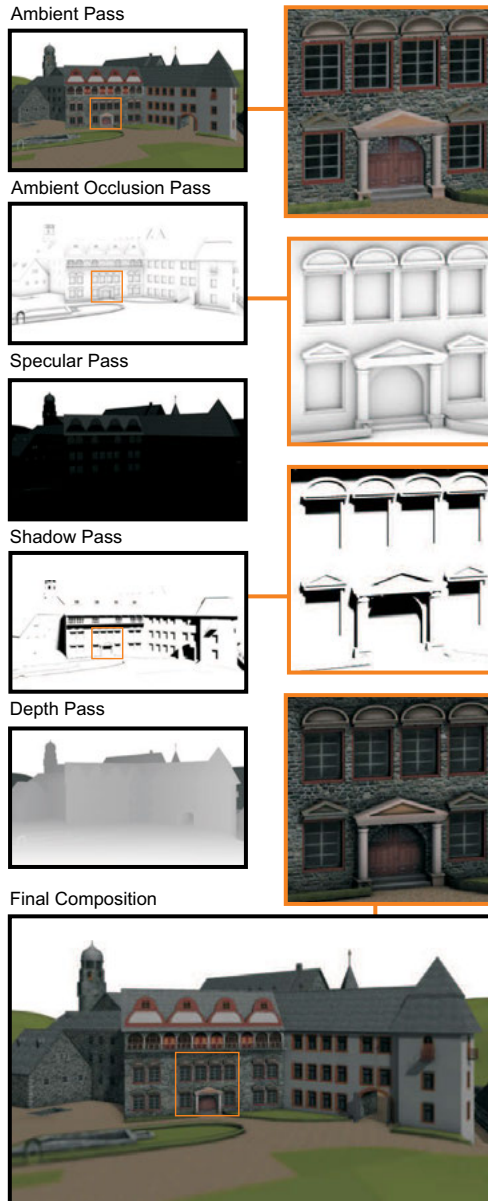 Ambient Pass
Ambient Occlusion Pass
Specular Pass
Shadow Pass
Depth Pass
Final Composition